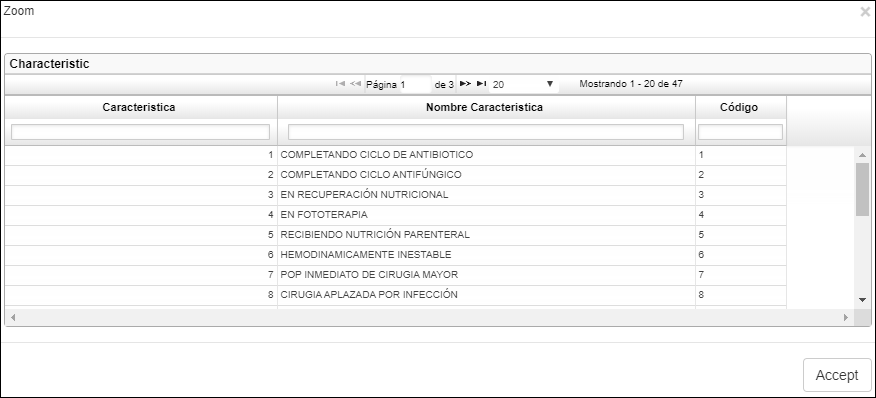 Zoom ×
Characteristic
Página 1 de 3 20 Mostrando 1 - 20 de 47
Caracteristica Nombre Caracteristica Código
1 COMPLETANDO CICLO DE ANTIBIOTICO 1
2 COMPLETANDO CICLO ANTIFÚNGICO 2
3 EN RECUPERACIÓN NUTRICIONAL 3
4 EN FOTOTERAPIA 4
5 RECIBIENDO NUTRICIÓN PARENTERAL 5
6 HEMODINAMICAMENTE INESTABLE 6
7 POP INMEDIATO DE CIRUGIA MAYOR 7
8 CIRUGIA APLAZADA POR INFECCIÓN 8
Accept